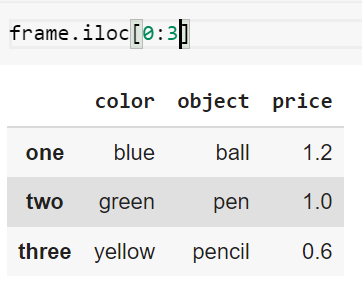 frame.iloc[0:3]
color object price
one blue ball 1.2
two green pen 1.0
three yellow pencil 0.6